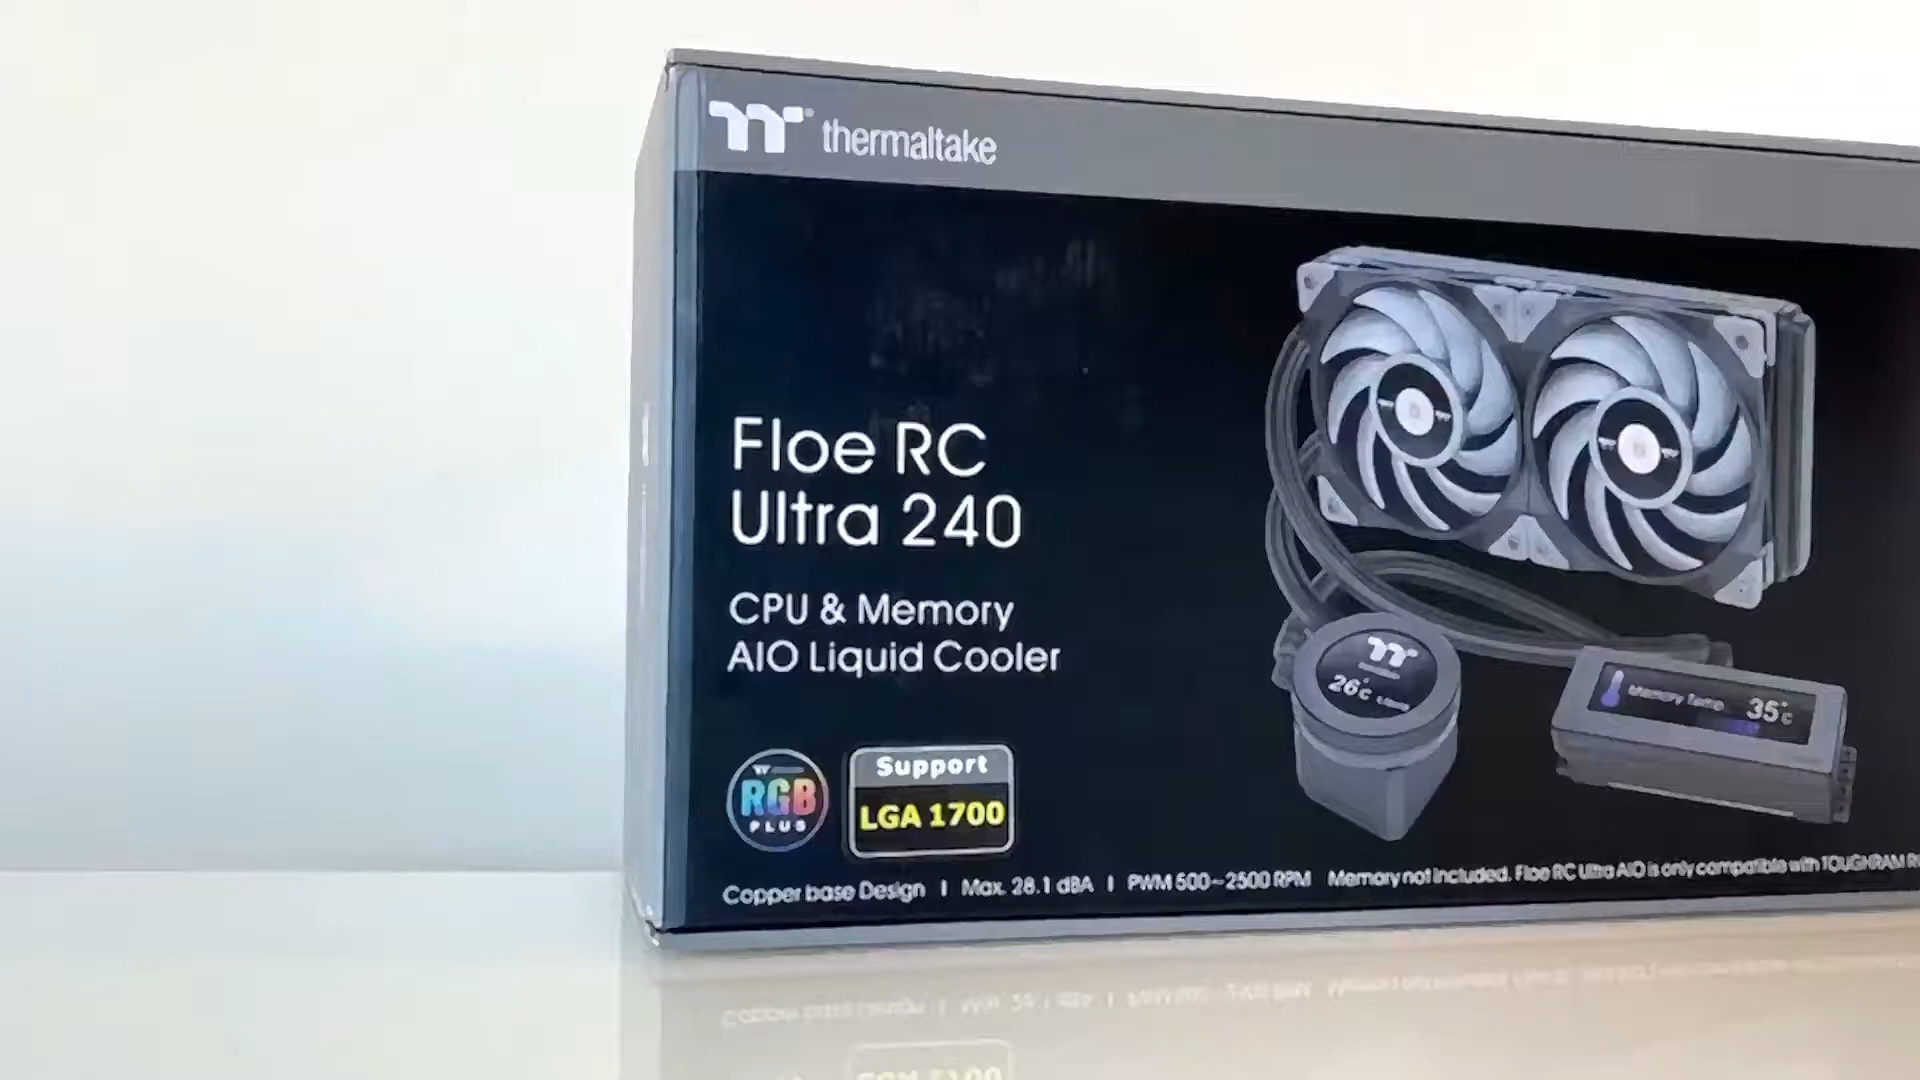 thermaltake
Floe RC
Ultra 240
CPU & Memory
AIO Liquid Cooler
26°C
Memory Temp 35°C
RGB
PLUS
Support
LGA 1700
Copper base Design | Max. 28.1 dBA | PWM 500~2500 RPM Memory not included. Floe RC Ultra AIO is only compatible with TOUGHRAM